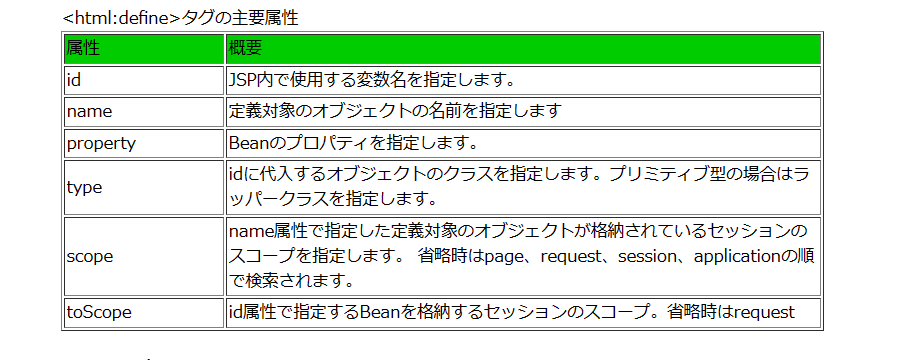 <html:define>タグの主要属性
属性 概要
id JSP内で使用する変数名を指定します。
name 定義対象のオブジェクトの名前を指定します
property Beanのプロパティを指定します。
type idに代入するオブジェクトのクラスを指定します。プリミティブ型の場合はラ
ッパークラスを指定します。
scope name属性で指定した定義対象のオブジェクトが格納されているセッションの
スコープを指定します。 省略時はpage、request、session、applicationの順
で検索されます。
toScope id属性で指定するBeanを格納するセッションのスコープ。省略時はrequest